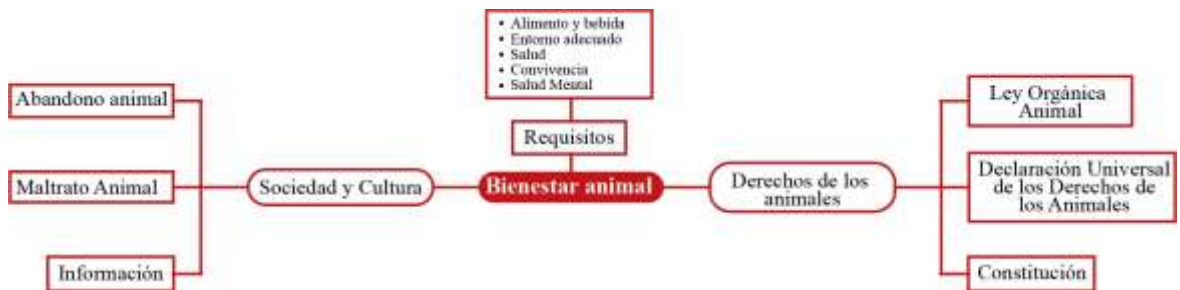 • Alimento y bebida
• Entorno adecuado
• Salud
• Convivencia
• Salud Mental
Requisitos
Bienestar animal
Sociedad y Cultura
Abandono animal
Maltrato Animal
Información
Derechos de los
animales
Ley Orgánica
Animal
Declaración Universal
de los Derechos de
los Animales
Constitución